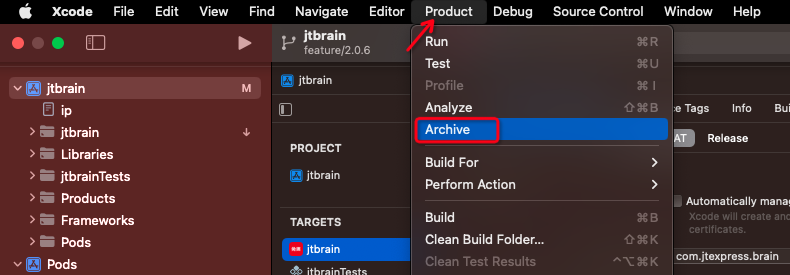 Xcode File Edit View Find Navigate Editor Product Debug Source Control Window Help
jtbrain
feature/2.0.6
jtbrain M
ip
jtbrain
Libraries
jtbrainTests
Products
Frameworks
Pods
Pods
jtbrain
PROJECT
jtbrain
TARGETS
jtbrain
jtbrainTests
Run ⌘R
Test ⌘U
Profile ⌘I
Analyze ⇧⌘B
Archive
Build For
Perform Action
Build ⌘B
Clean Build Folder... ⇧⌘K
Clean Test Results ⌃⌥⌘K
Tags Info
Release
Automatically manag
Xcode will create and
certificates.
com.jtexpress.brain